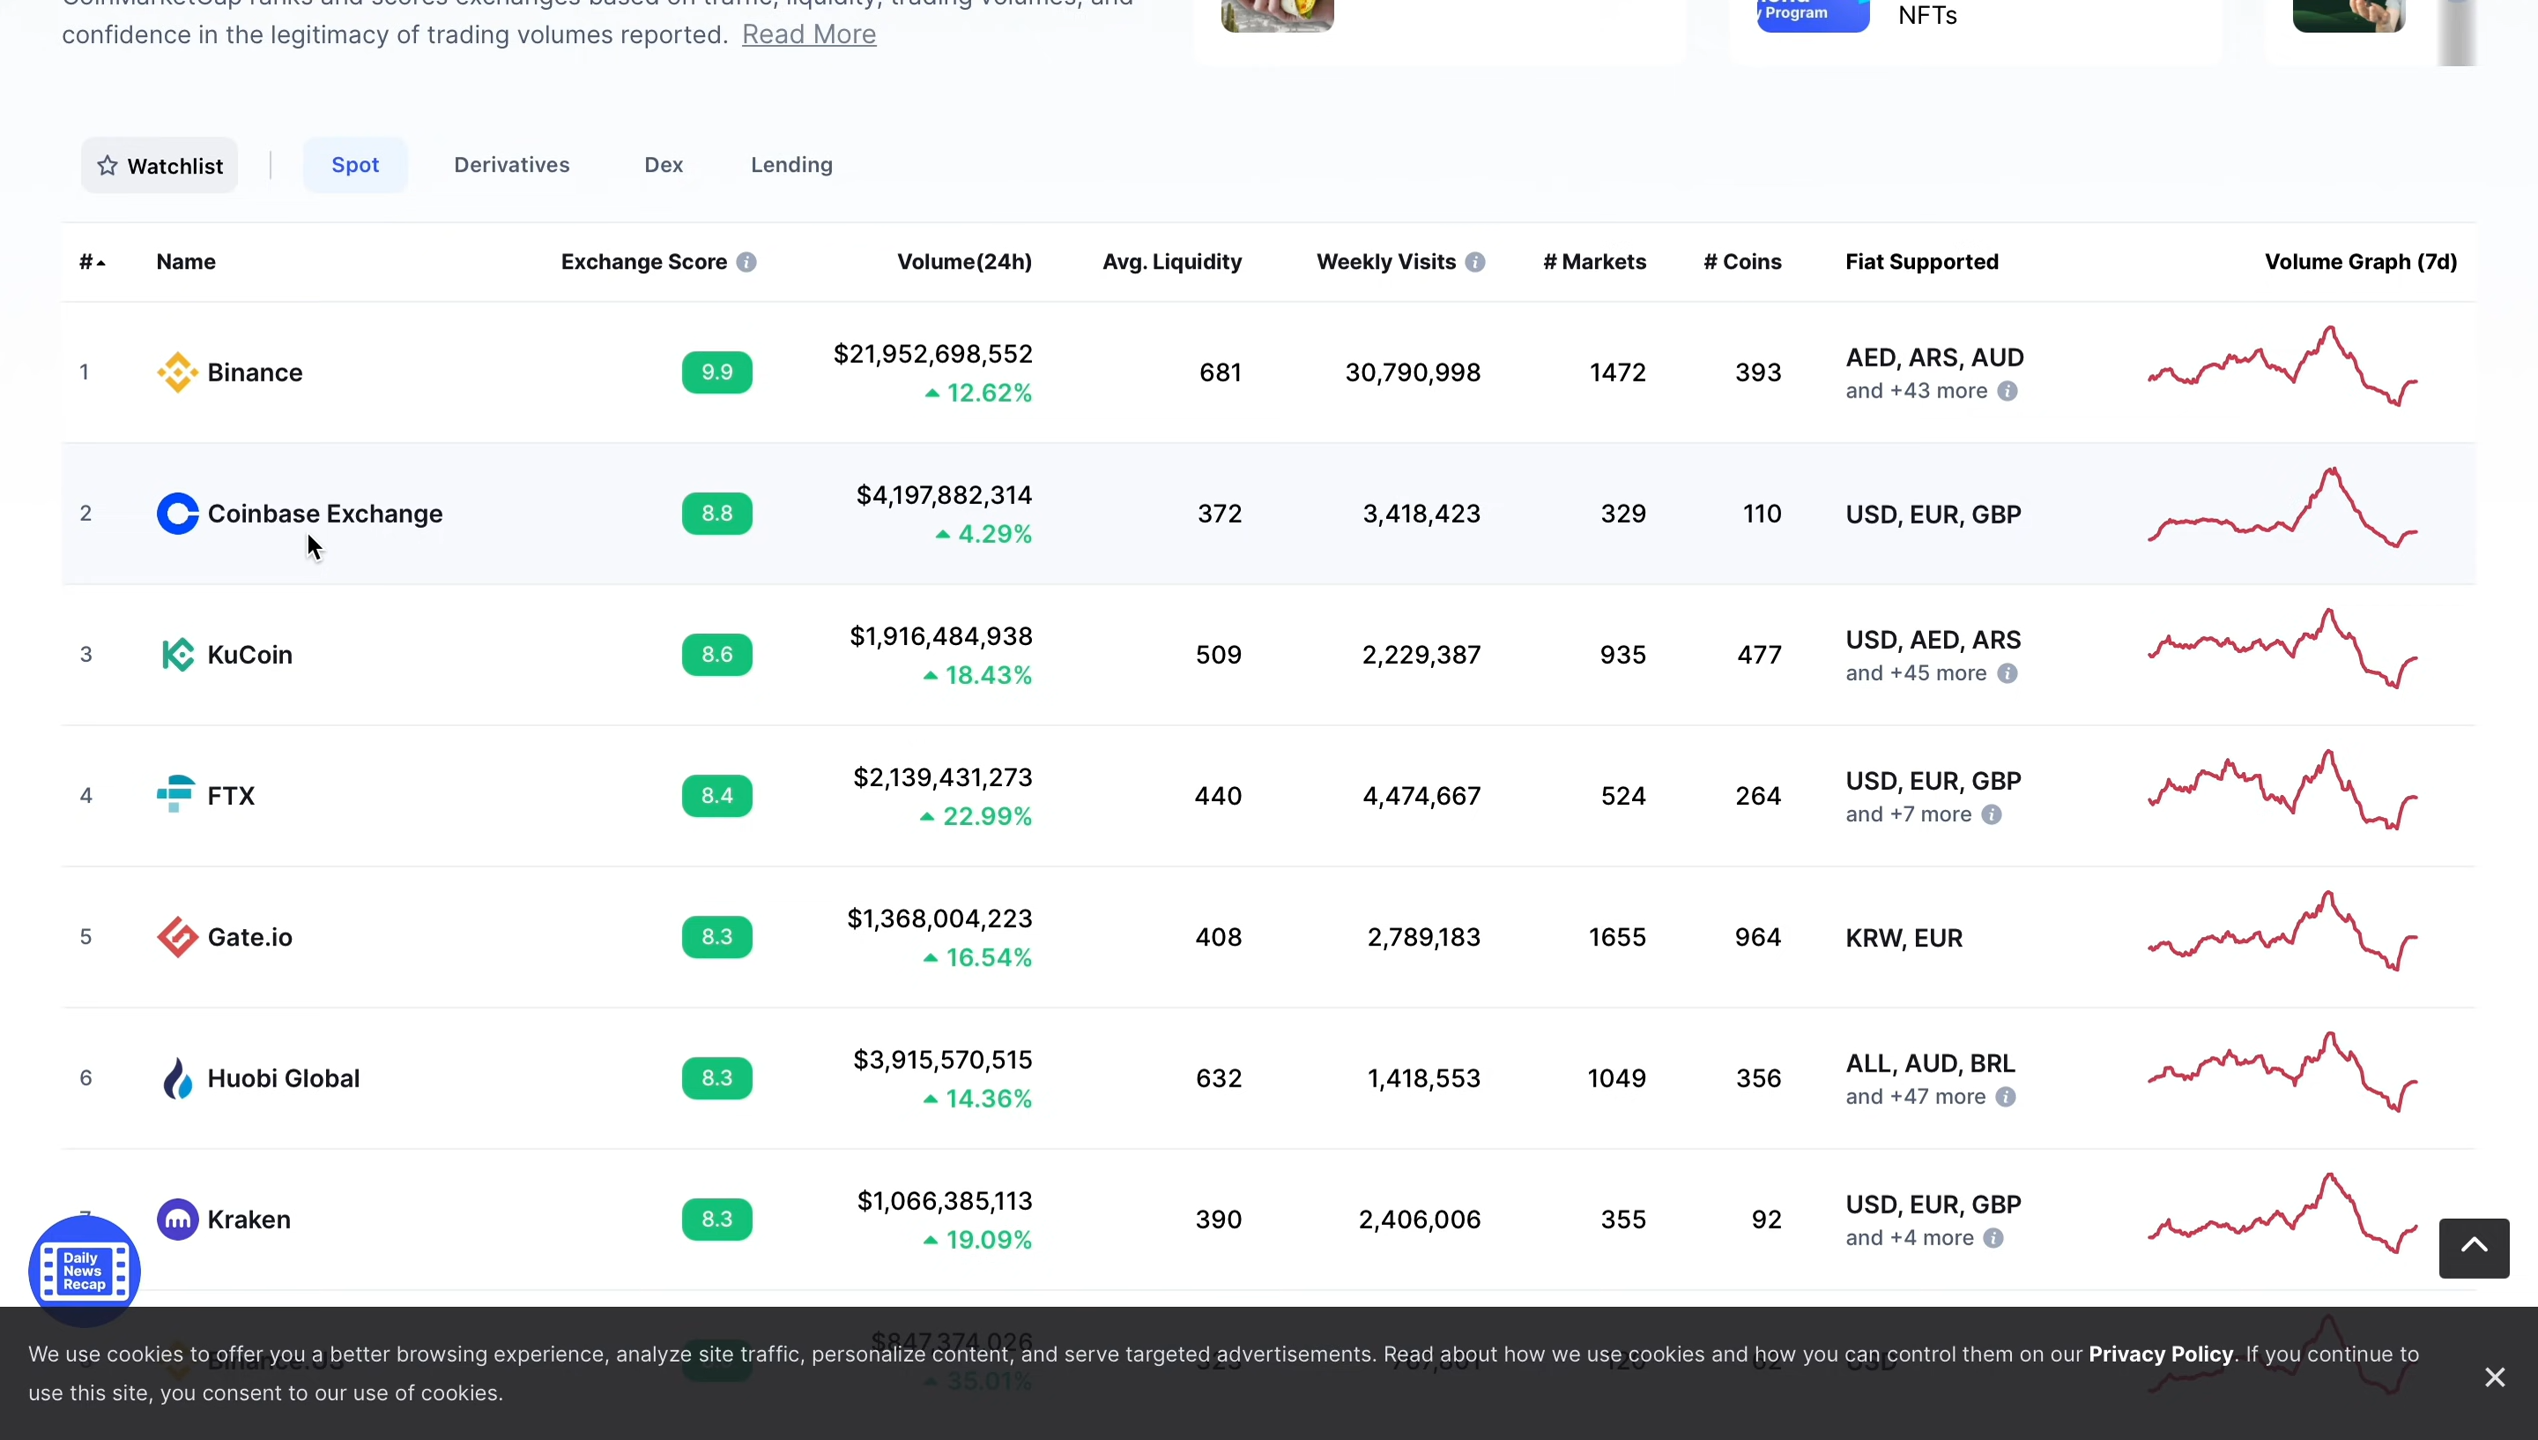 confidence in the legitimacy of trading volumes reported. Read More
Program
NFTs
Watchlist
Spot
Derivatives
Dex
Lending
# Name Exchange Score Volume(24h) Avg. Liquidity Weekly Visits # Markets # Coins Fiat Supported Volume Graph (7d)
1 Binance 9.9 $21,952,698,552 681 30,790,998 1472 393 AED, ARS, AUD
12.62% and +43 more
2 Coinbase Exchange 8.8 $4,197,882,314 372 3,418,423 329 110 USD, EUR, GBP
4.29%
3 KuCoin 8.6 $1,916,484,938 509 2,229,387 935 477 USD, AED, ARS
18.43% and +45 more
4 FTX 8.4 $2,139,431,273 440 4,474,667 524 264 USD, EUR, GBP
22.99% and +7 more
5 Gate.io 8.3 $1,368,004,223 408 2,789,183 1655 964 KRW, EUR
16.54%
6 Huobi Global 8.3 $3,915,570,515 632 1,418,553 1049 356 ALL, AUD, BRL
14.36% and +47 more
Kraken 8.3 $1,066,385,113 390 2,406,006 355 92 USD, EUR, GBP
19.09% and +4 more
Daily
News
Recap
$847,374,026
35.01%
We use cookies to offer you a better browsing experience, analyze site traffic, personalize content, and serve targeted advertisements. Read about how we use cookies and how you can control them on our Privacy Policy. If you continue to
use this site, you consent to our use of cookies.